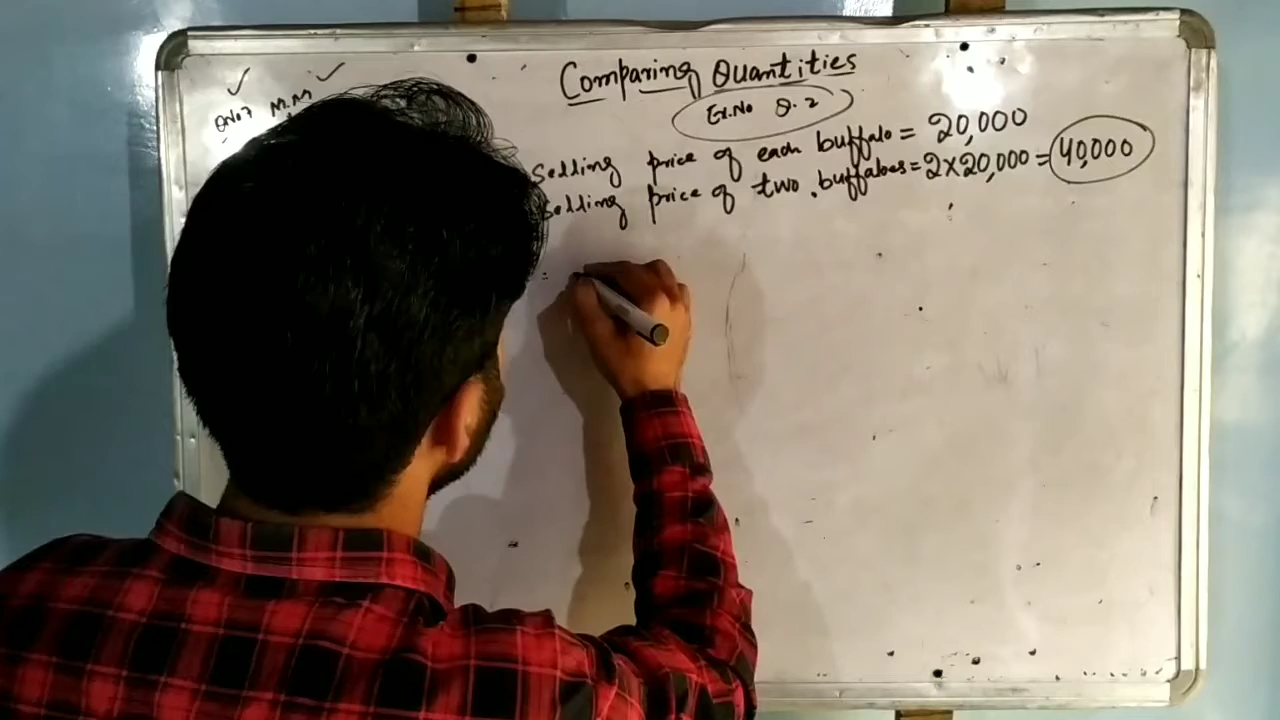 Comparing Quantities
Ex.No 8.2
QNo7 M.M
Selling price of each buffalo = 20,000
Selling price of two buffaloes = 2×20,000 = 40,000